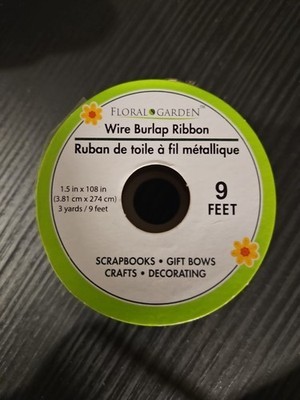 FLORAL GARDEN™
Wire Burlap Ribbon
Ruban de toile à fil métallique
1.5 in x 108 in
(3.81 cm x 274 cm)
3 yards / 9 feet
9
FEET
SCRAPBOOKS • GIFT BOWS
CRAFTS • DECORATING